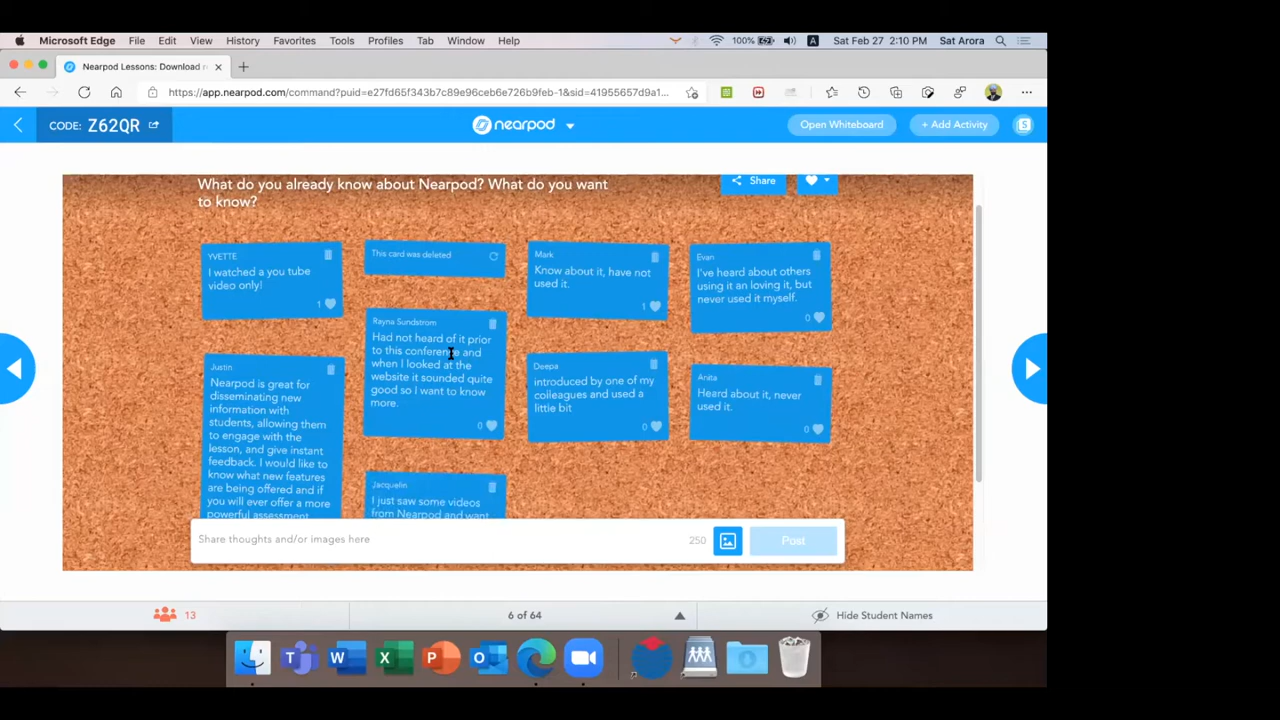 Microsoft Edge File Edit View History Favorites Tools Profiles Tab Window Help 100% A Sat Feb 27 2:10 PM Sat Arora
Nearpod Lessons: Download r
https://app.nearpod.com/command?puid=e27fd65f343b7c89e96ceb6e726b9feb-1&sid=41955657d9a1...
CODE: Z62QR
nearpod
Open Whiteboard
+ Add Activity
S
What do you already know about Nearpod? What do you want
to know?
Share
YVETTE
I watched a you tube
video only!
1
This card was deleted
Mark
Know about it, have not
used it.
1
Evan
I've heard about others
using it an loving it, but
never used it myself.
0
Rayna Sundstrom
Had not heard of it prior
to this conference and
when I looked at the
website it sounded quite
good so I want to know
more.
0
Justin
Nearpod is great for
disseminating new
information with
students, allowing them
to engage with the
lesson, and give instant
feedback. I would like to
know what new features
are being offered and if
you will ever offer a more
powerful assessment
Deepa
introduced by one of my
colleagues and used a
little bit
0
Anita
Heard about it, never
used it.
0
Jacquelin
I just saw some videos
from Nearpod and want
Share thoughts and/or images here
250
Post
13
6 of 64
Hide Student Names
T W X P O